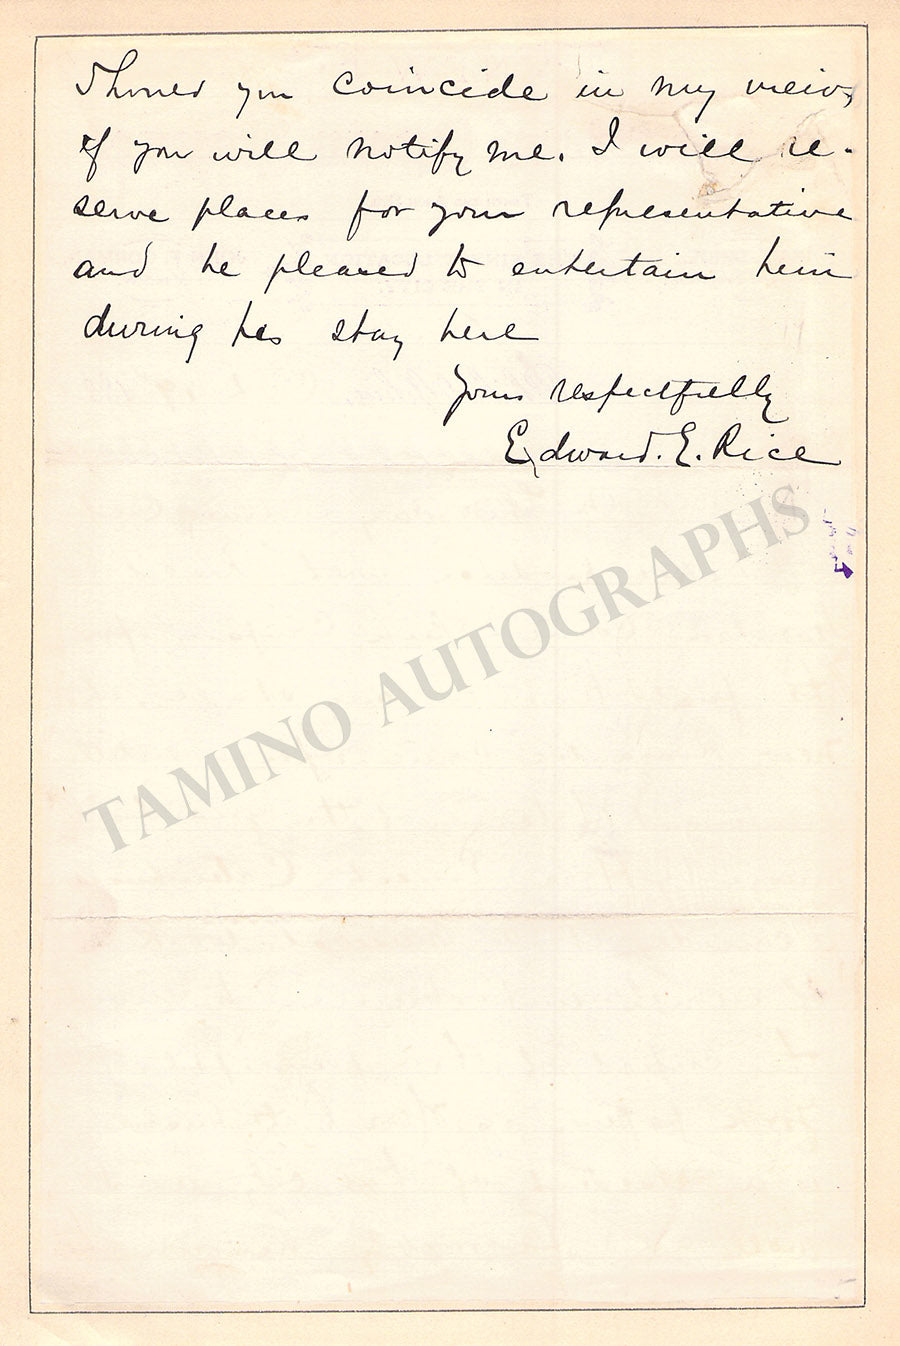 Should you coincide in my view,
if you will notify me. I will re-
serve places for your representative
and be pleased to entertain him
during his stay here
Yours respectfully
Edward. E. Rice
TAMINO AUTOGRAPHS